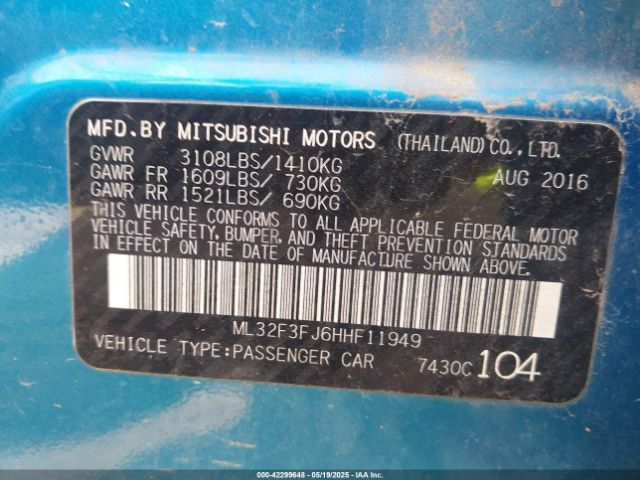 MFD.BY MITSUBISHI MOTORS (THAILAND)CO.,LTD.
GVWR 3108LBS/1410KG AUG 2016
GAWR FR 1609LBS/ 730KG
GAWR RR 1521LBS/ 690KG
THIS VEHICLE CONFORMS TO ALL APPLICABLE FEDERAL MOTOR
VEHICLE SAFETY, BUMPER, AND THEFT PREVENTION STANDARDS
IN EFFECT ON THE DATE OF MANUFACTURE SHOWN ABOVE.
ML32F3FJ6HHF11949
VEHICLE TYPE:PASSENGER CAR 7430C 104
000-42299648 - 05/19/2025 - IAAI.COM